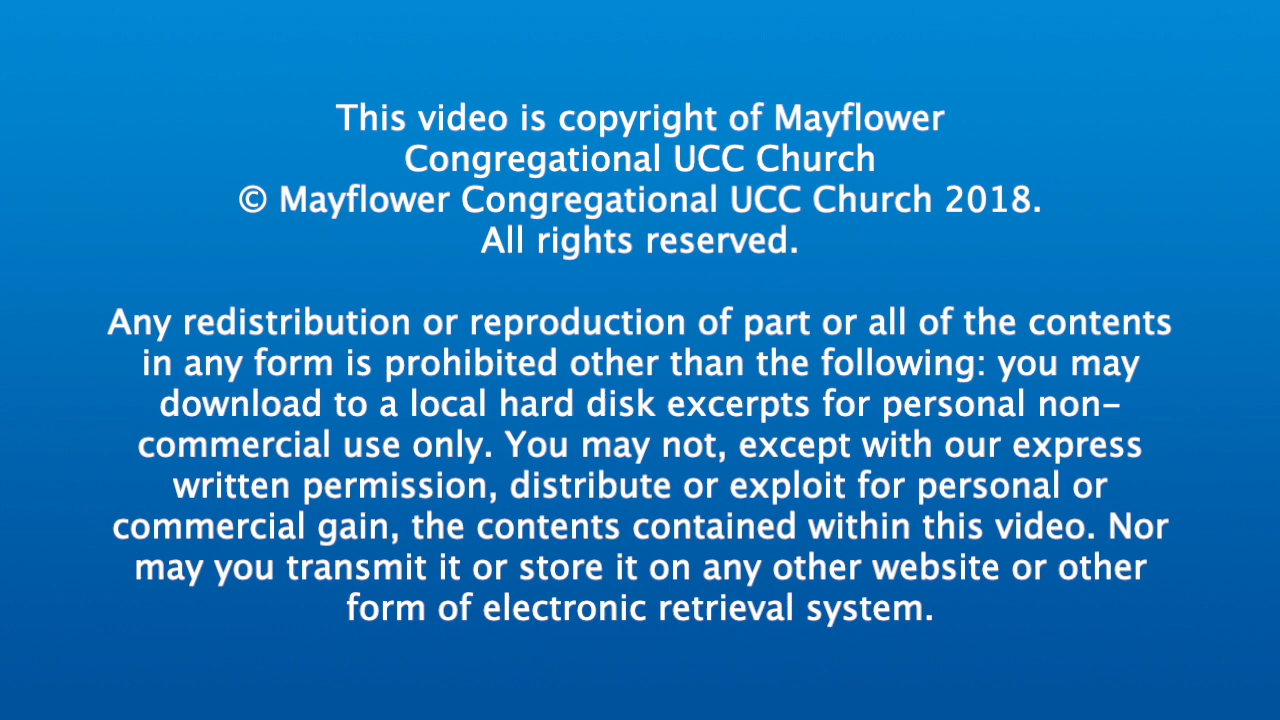 This video is copyright of Mayflower
Congregational UCC Church
© Mayflower Congregational UCC Church 2018.
All rights reserved.
Any redistribution or reproduction of part or all of the contents
in any form is prohibited other than the following: you may
download to a local hard disk excerpts for personal non-
commercial use only. You may not, except with our express
written permission, distribute or exploit for personal or
commercial gain, the contents contained within this video. Nor
may you transmit it or store it on any other website or other
form of electronic retrieval system.